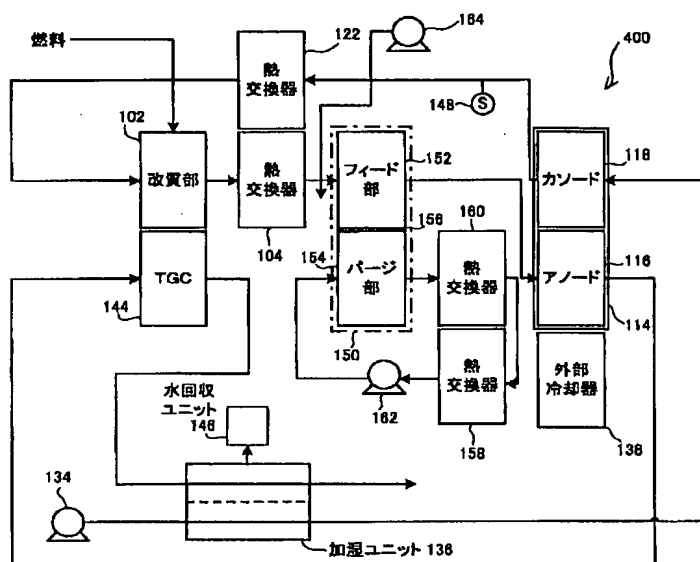 燃料
122
熱
交換器
164
400
102
改質部
熱
交換器
104
148
S
フィード
部
152
154
156
パージ
部
150
160
熱
交換器
カソード
118
アノード
116
114
TGC
144
162
熱
交換器
158
外部
冷却器
138
水回収
ユニット
146
134
加湿ユニット 136